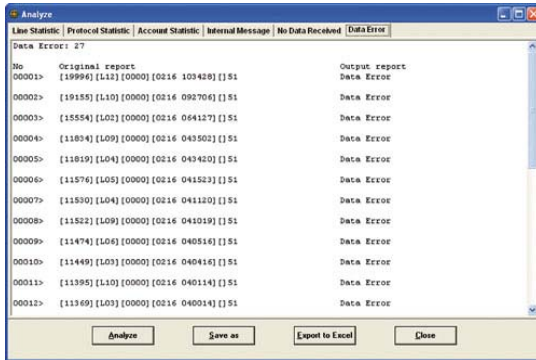 Analyze
Line Statistic Protocol Statistic Account Statistic Internal Message No Data Received Data Error
Data Error: 27
No Original report Output report
00001> [19996][L12][0000][0216 103428][]51 Data Error
00002> [19155][L10][0000][0216 092706][]51 Data Error
00003> [15554][L02][0000][0216 064127][]51 Data Error
00004> [11834][L09][0000][0216 043502][]51 Data Error
00005> [11819][L04][0000][0216 043420][]51 Data Error
00006> [11576][L05][0000][0216 041523][]51 Data Error
00007> [11530][L04][0000][0216 041120][]51 Data Error
00008> [11522][L09][0000][0216 041019][]51 Data Error
00009> [11474][L06][0000][0216 040516][]51 Data Error
00010> [11449][L03][0000][0216 040416][]51 Data Error
00011> [11395][L10][0000][0216 040114][]51 Data Error
00012> [11369][L03][0000][0216 040014][]51 Data Error
Analyze Save as Export to Excel Close